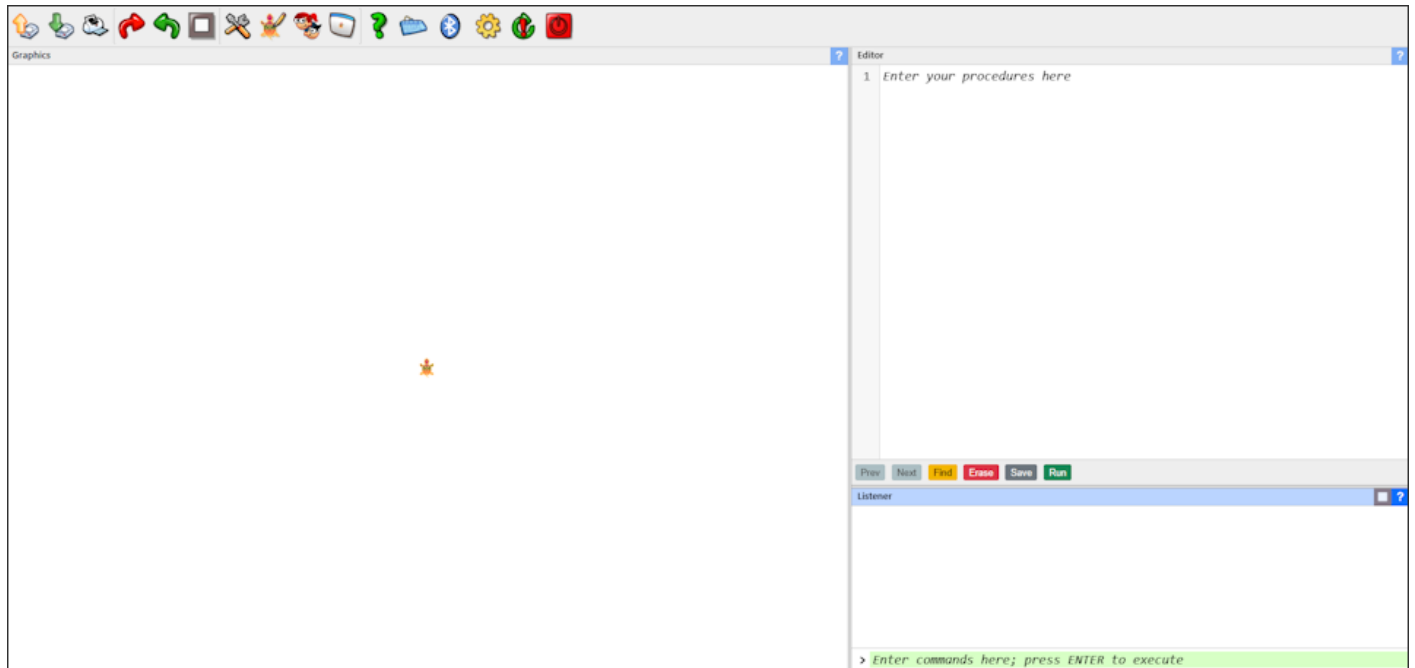 Graphics
?
Editor
?
1 Enter your procedures here
Prev Next Find Erase Save Run
Listener
?
> Enter commands here; press ENTER to execute